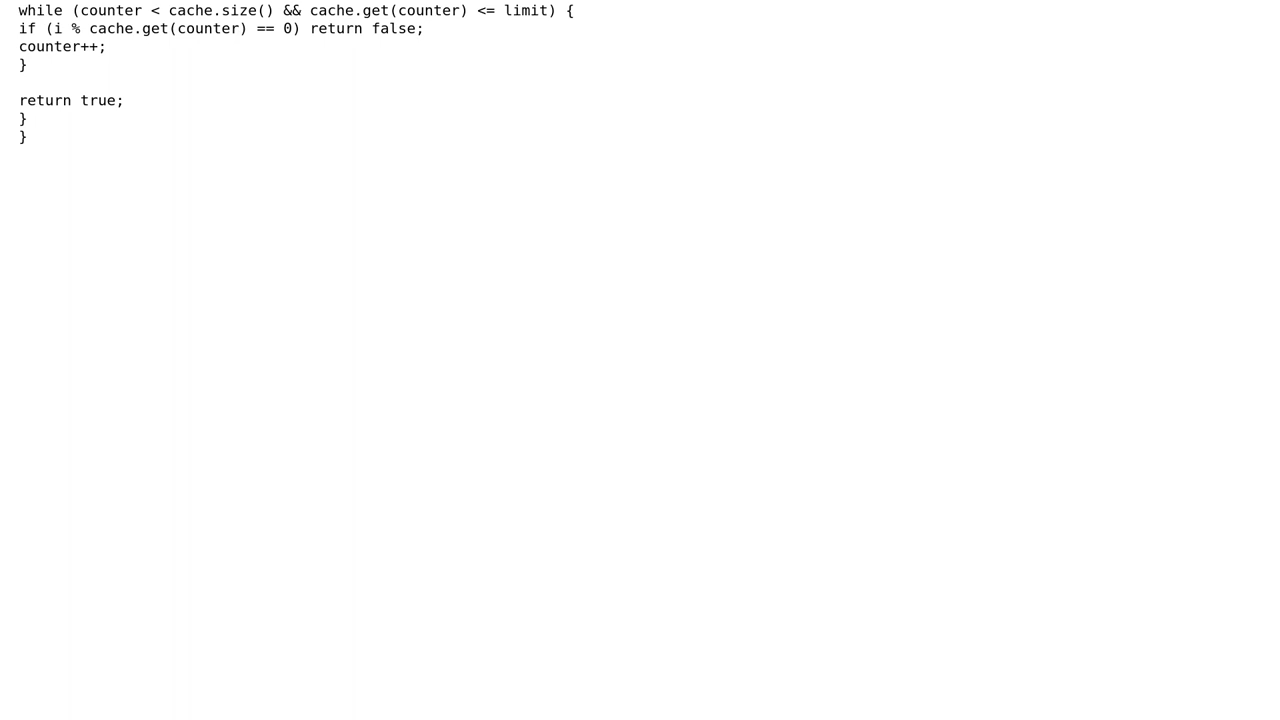 while (counter < cache.size() && cache.get(counter) <= limit) {
if (i % cache.get(counter) == 0) return false;
counter++;
}

return true;
}
}